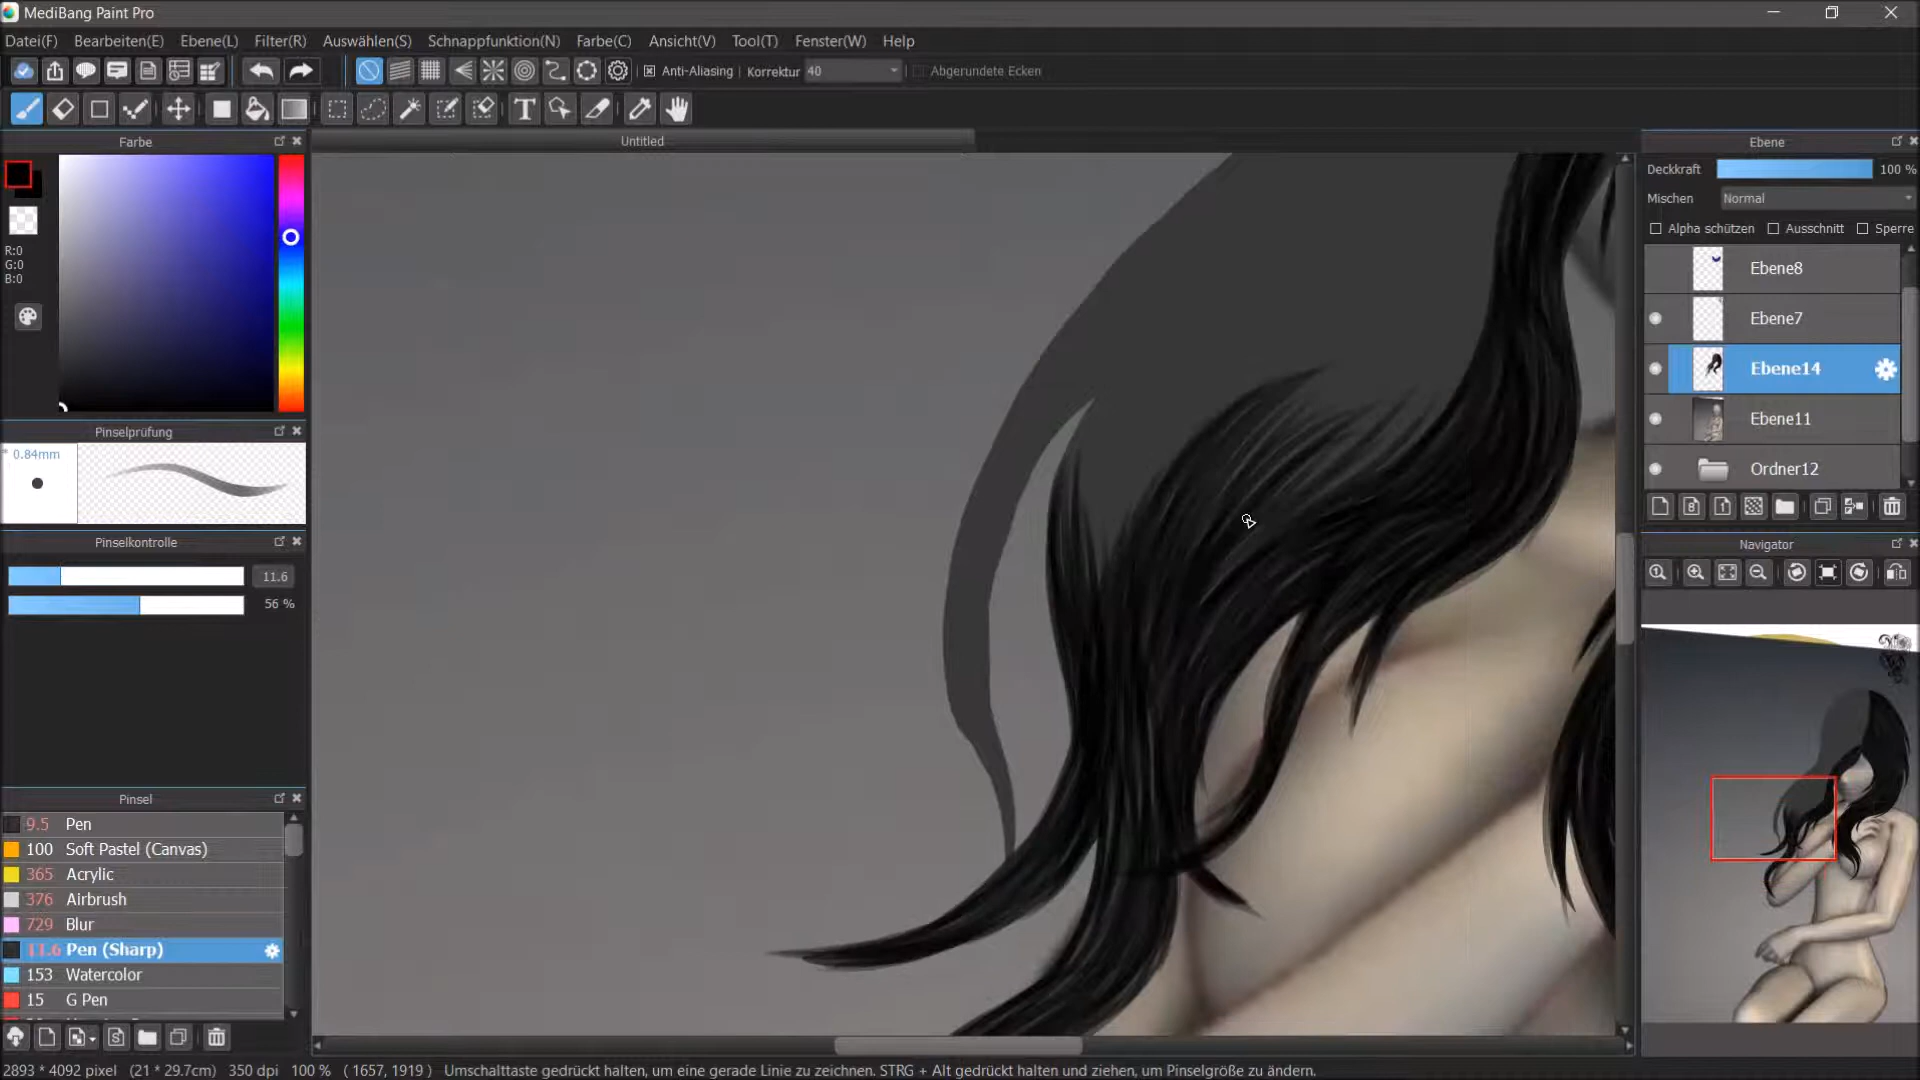 MediBang Paint Pro
Datei(F) Bearbeiten(E) Ebene(L) Filter(R) Auswählen(S) Schnappfunktion(N) Farbe(C) Ansicht(V) Tool(T) Fenster(W) Help
Anti-Aliasing Korrektur 40 Abgerundete Ecken
Farbe
Untitled
Ebene
Deckkraft 100 %
Mischen Normal
Alpha schützen Ausschnitt Sperre
R:0
G:0
B:0
Ebene8
Ebene7
Ebene14
Ebene11
Ordner12
Pinselprüfung
* 0.84mm
Pinselkontrolle
11.6
56 %
Navigator
Pinsel
9.5 Pen
100 Soft Pastel (Canvas)
365 Acrylic
376 Airbrush
729 Blur
11.6 Pen (Sharp)
153 Watercolor
15 G Pen
2893 * 4092 pixel (21 * 29.7cm) 350 dpi 100 % ( 1657, 1919 ) Umschalttaste gedrückt halten, um eine gerade Linie zu zeichnen. STRG + Alt gedrückt halten und ziehen, um Pinselgröße zu ändern.